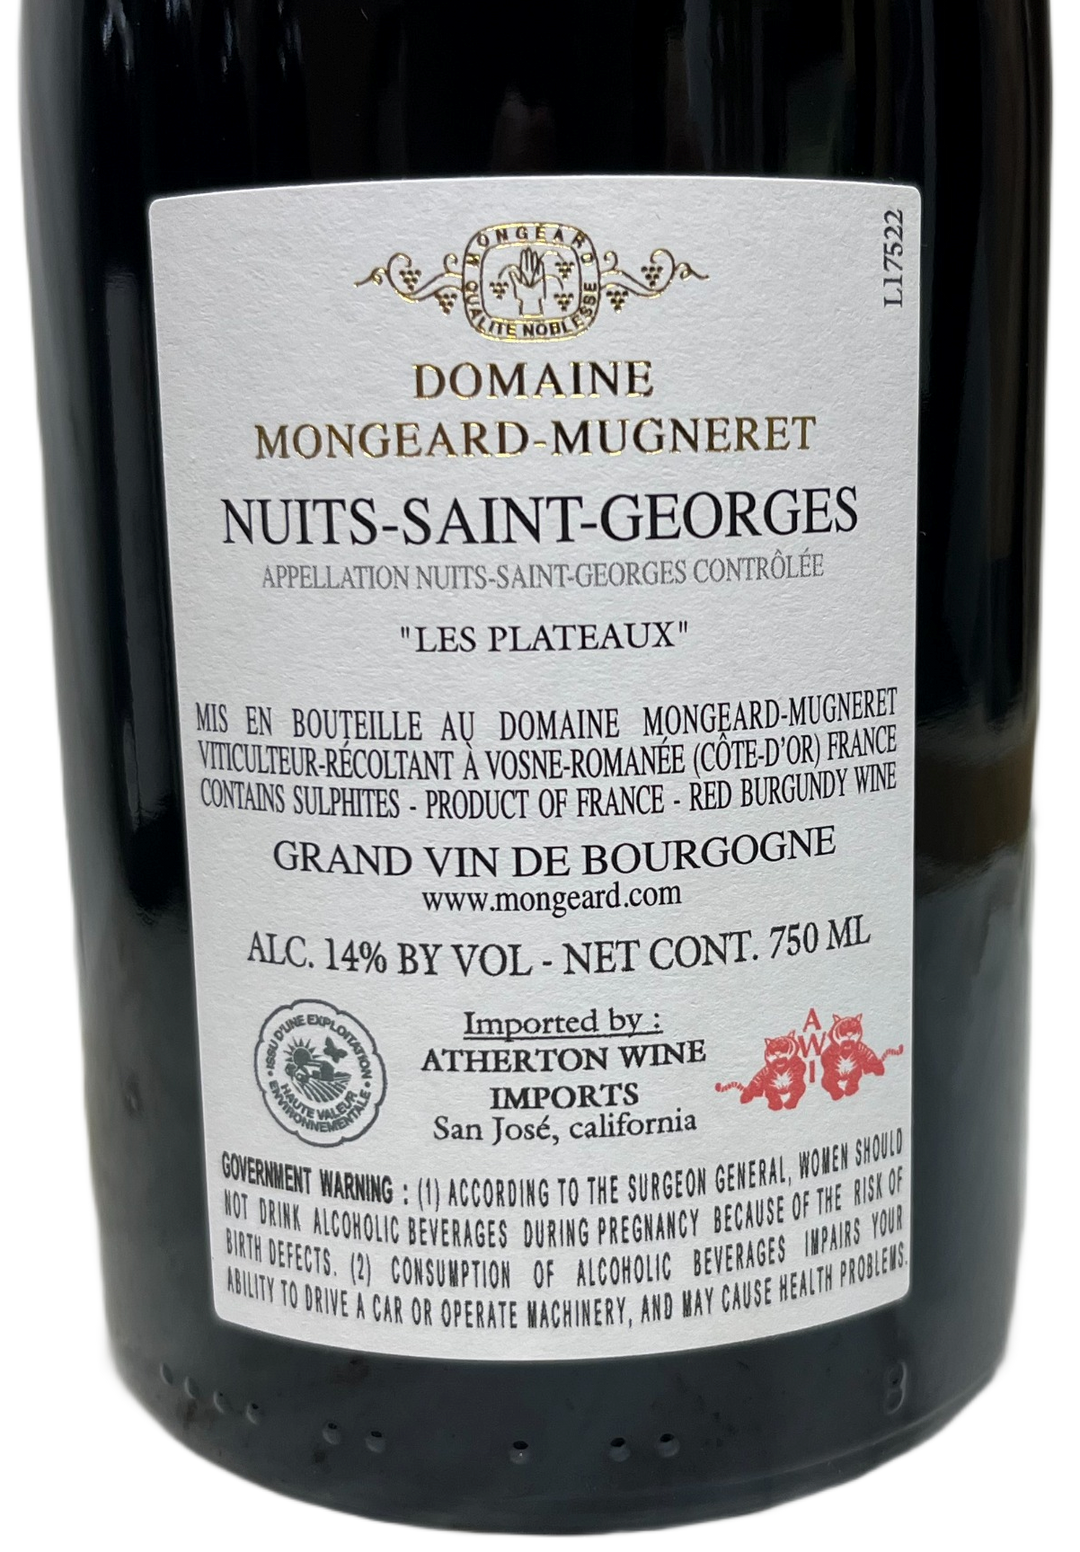 L17522
MONGEARD
QUALITE NOBLESSE
DOMAINE
MONGEARD-MUGNERET
NUITS-SAINT-GEORGES
APPELLATION NUITS-SAINT-GEORGES CONTRÔLÉE
"LES PLATEAUX"
MIS EN BOUTEILLE AU DOMAINE MONGEARD-MUGNERET
VITICULTEUR-RÉCOLTANT À VOSNE-ROMANÉE (CÔTE-D'OR) FRANCE
CONTAINS SULPHITES - PRODUCT OF FRANCE - RED BURGUNDY WINE
GRAND VIN DE BOURGOGNE
www.mongeard.com
ALC. 14% BY VOL - NET CONT. 750 ML
ISSU D'UNE EXPLOITATION
HAUTE VALEUR
ENVIRONNEMENTALE
Imported by :
ATHERTON WINE
IMPORTS
San José, california
AWI
GOVERNMENT WARNING : (1) ACCORDING TO THE SURGEON GENERAL, WOMEN SHOULD
NOT DRINK ALCOHOLIC BEVERAGES DURING PREGNANCY BECAUSE OF THE RISK OF
BIRTH DEFECTS. (2) CONSUMPTION OF ALCOHOLIC BEVERAGES IMPAIRS YOUR
ABILITY TO DRIVE A CAR OR OPERATE MACHINERY, AND MAY CAUSE HEALTH PROBLEMS.